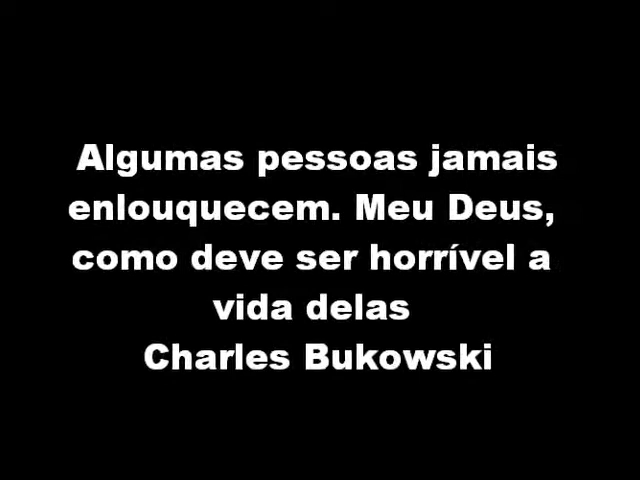 Algumas pessoas jamais
enlouquecem. Meu Deus,
como deve ser horrível a
vida delas
Charles Bukowski